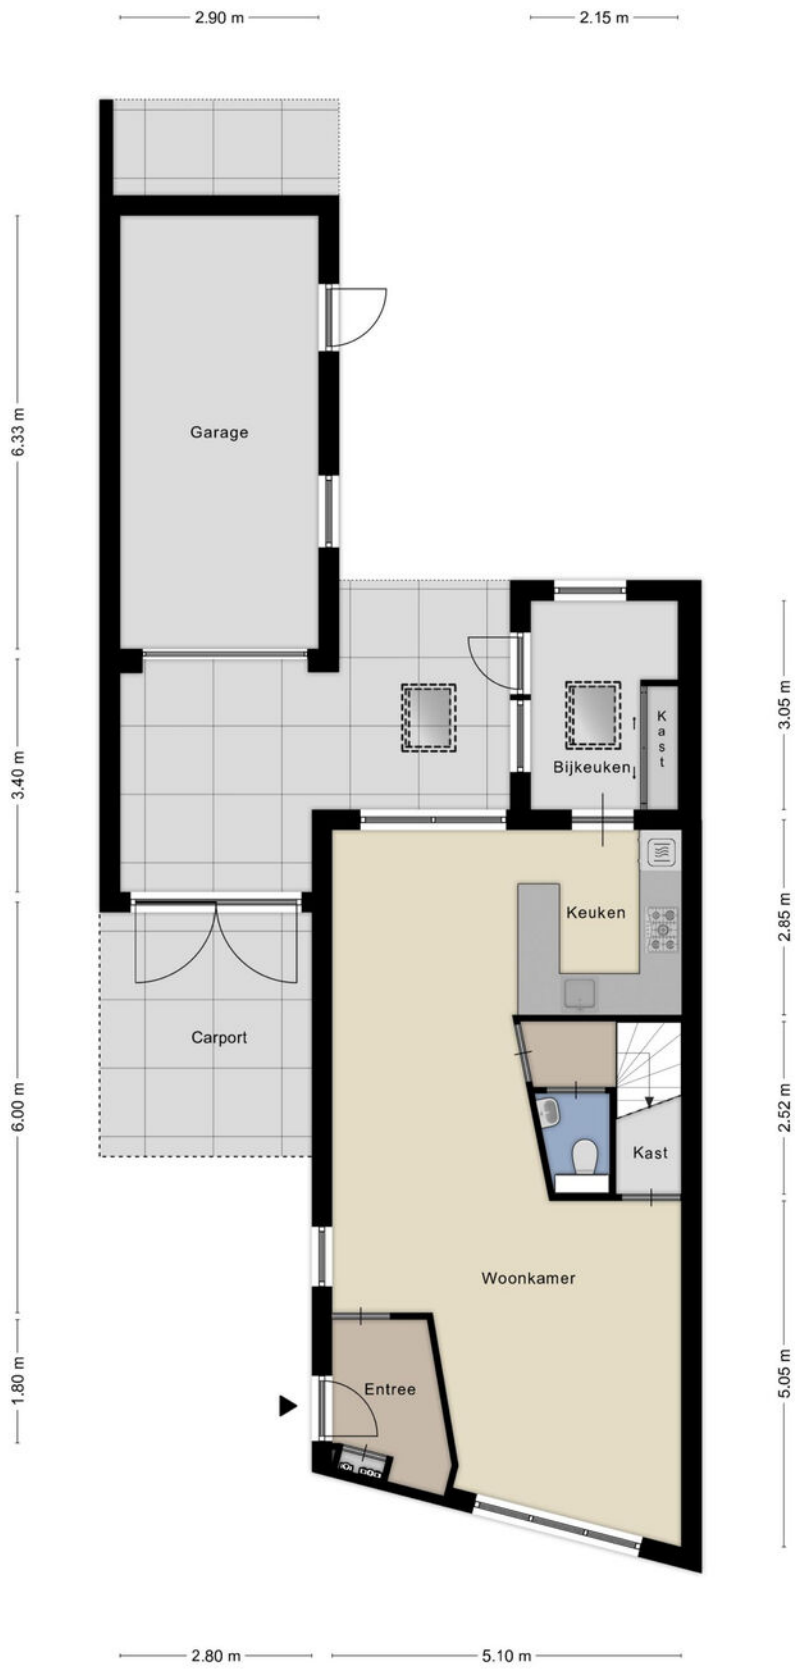 2.90 m
2.15 m
6.33 m
Garage
3.05 m
Kast
Bijkeuken
3.40 m
Keuken
2.85 m
Carport
6.00 m
2.52 m
Kast
Woonkamer
Entree
1.80 m
5.05 m
2.80 m
5.10 m